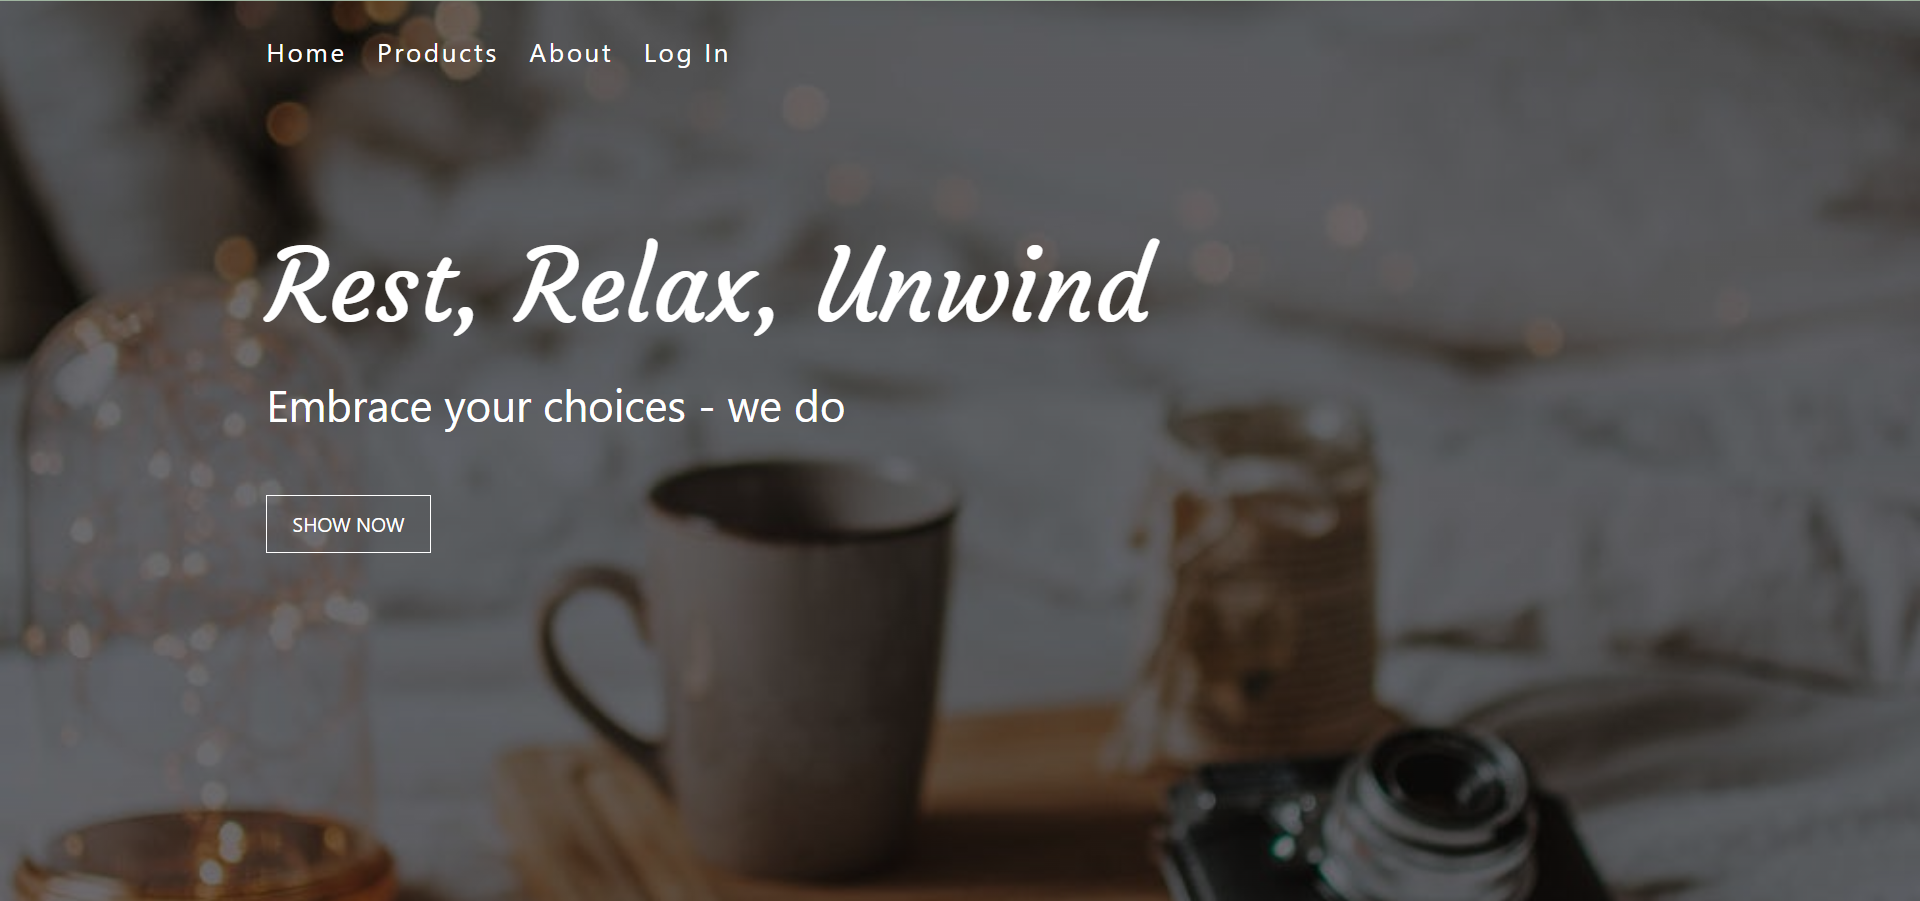 Home Products About Log In
Rest, Relax, Unwind
Embrace your choices - we do
SHOW NOW